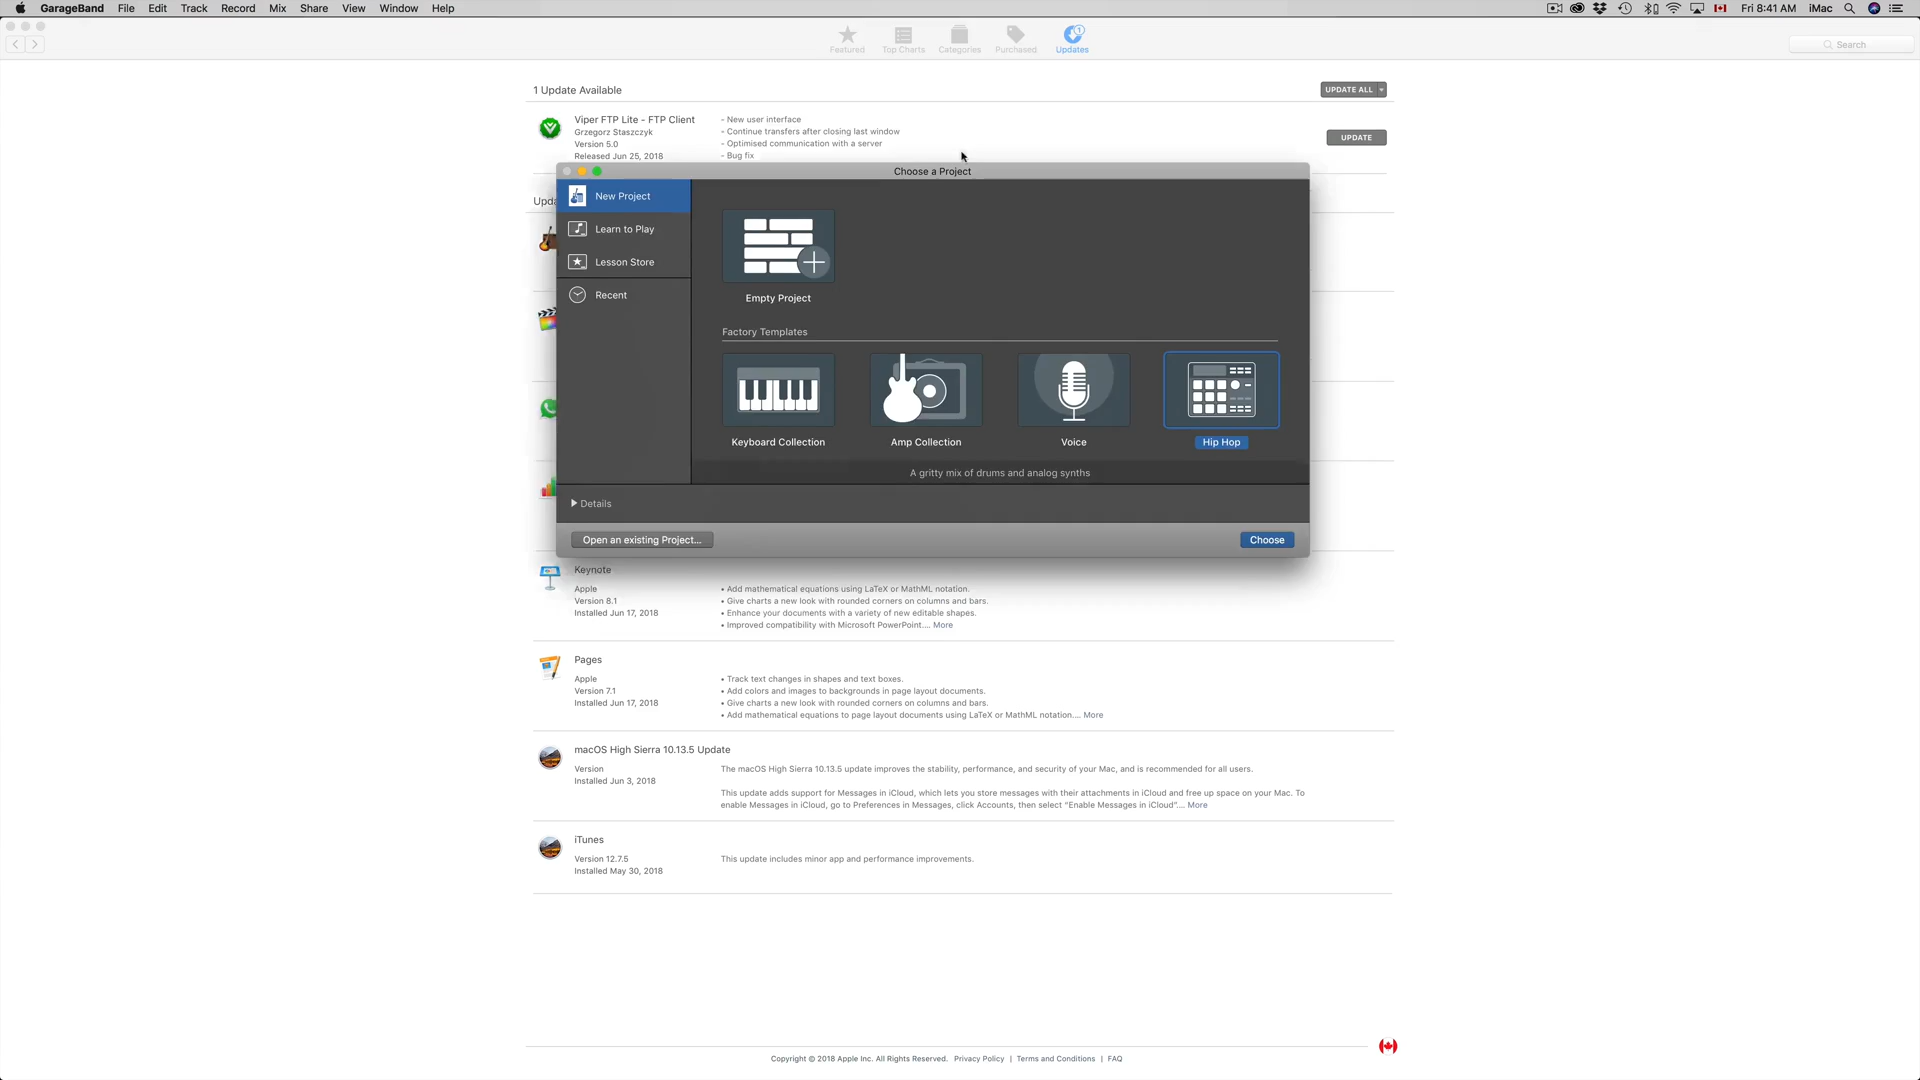 GarageBand File Edit Track Record Mix Share View Window Help Fri 8:41 AM iMac
Featured Top Charts Categories Purchased Updates 1
Search
1 Update Available UPDATE ALL
Viper FTP Lite - FTP Client
Grzegorz Staszczyk
Version 5.0
Released Jun 25, 2018
- New user interface
- Continue transfers after closing last window
- Optimised communication with a server
- Bug fix
UPDATE
Upda
Choose a Project
New Project
Learn to Play
Lesson Store
Recent
Empty Project
Factory Templates
Keyboard Collection
Amp Collection
Voice
Hip Hop
A gritty mix of drums and analog synths
Details
Open an existing Project...
Choose
Keynote
Apple
Version 8.1
Installed Jun 17, 2018
• Add mathematical equations using LaTeX or MathML notation.
• Give charts a new look with rounded corners on columns and bars.
• Enhance your documents with a variety of new editable shapes.
• Improved compatibility with Microsoft PowerPoint.... More
Pages
Apple
Version 7.1
Installed Jun 17, 2018
• Track text changes in shapes and text boxes.
• Add colors and images to backgrounds in page layout documents.
• Give charts a new look with rounded corners on columns and bars.
• Add mathematical equations to page layout documents using LaTeX or MathML notation.... More
macOS High Sierra 10.13.5 Update
Version
Installed Jun 3, 2018
The macOS High Sierra 10.13.5 update improves the stability, performance, and security of your Mac, and is recommended for all users.
This update adds support for Messages in iCloud, which lets you store messages with their attachments in iCloud and free up space on your Mac. To
enable Messages in iCloud, go to Preferences in Messages, click Accounts, then select “Enable Messages in iCloud”.... More
iTunes
Version 12.7.5
Installed May 30, 2018
This update includes minor app and performance improvements.
Copyright © 2018 Apple Inc. All Rights Reserved. Privacy Policy | Terms and Conditions | FAQ